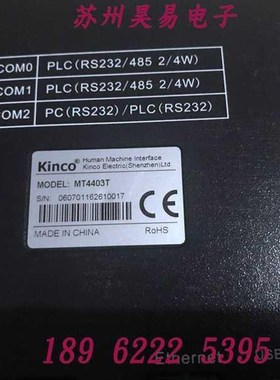 苏州昊易电子
COM0 PLC(RS232/485 2/4W)
COM1 PLC(RS232/485 2/4W)
COM2 PC(RS232)/PLC(RS232)
Kinco Human Machine Interface
Kinco Electric(Shenzhen)Ltd
MODEL: MT4403T
S/N: 060701162610017
MADE IN CHINA
CE
RoHS
Ethernet
USB
189 6222 5395